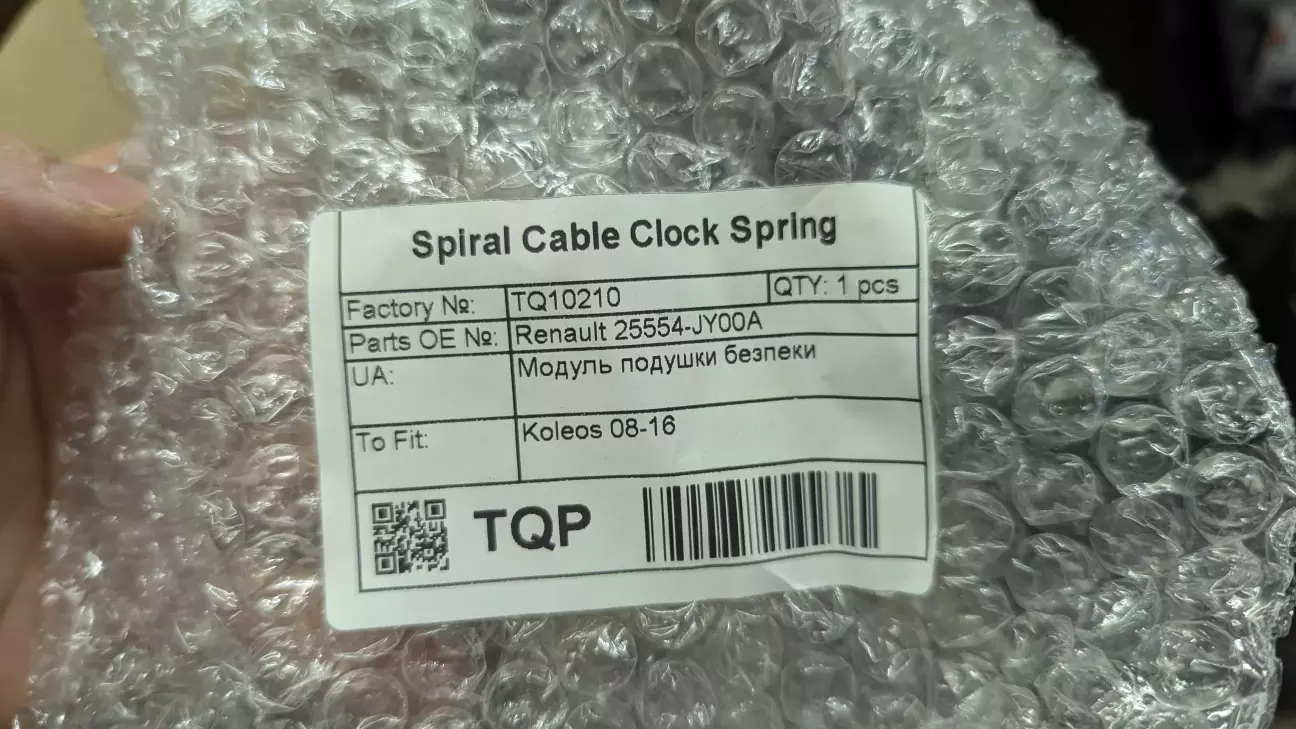 Spiral Cable Clock Spring
Factory №: TQ10210 QTY: 1 pcs
Parts OE №: Renault 25554-JY00A
UA: Модуль подушки безпеки
To Fit: Koleos 08-16
TQP